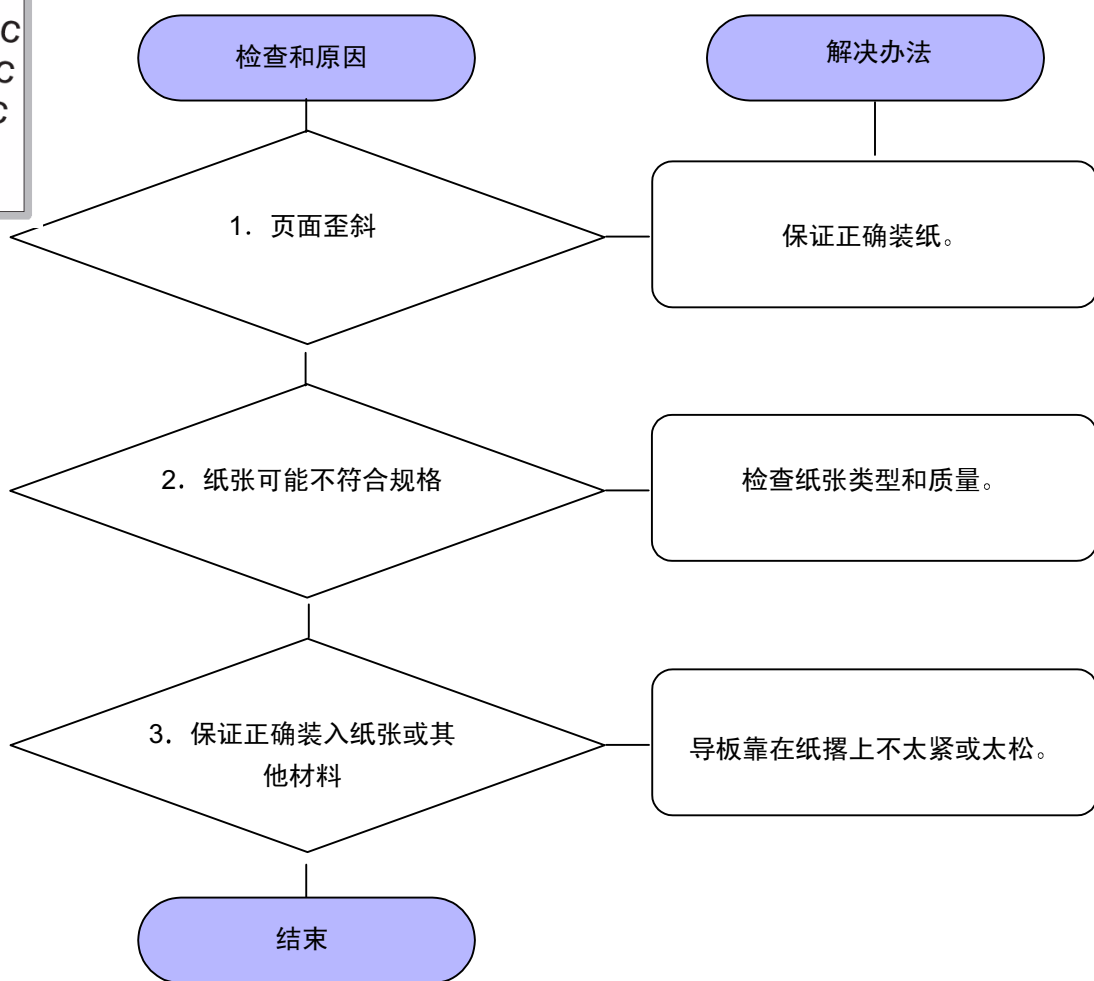 c
c
c
检查和原因
解决办法
1. 页面歪斜
保证正确装纸。
2. 纸张可能不符合规格
检查纸张类型和质量。
3. 保证正确装入纸张或其
他材料
导板靠在纸撂上不太紧或太松。
结束